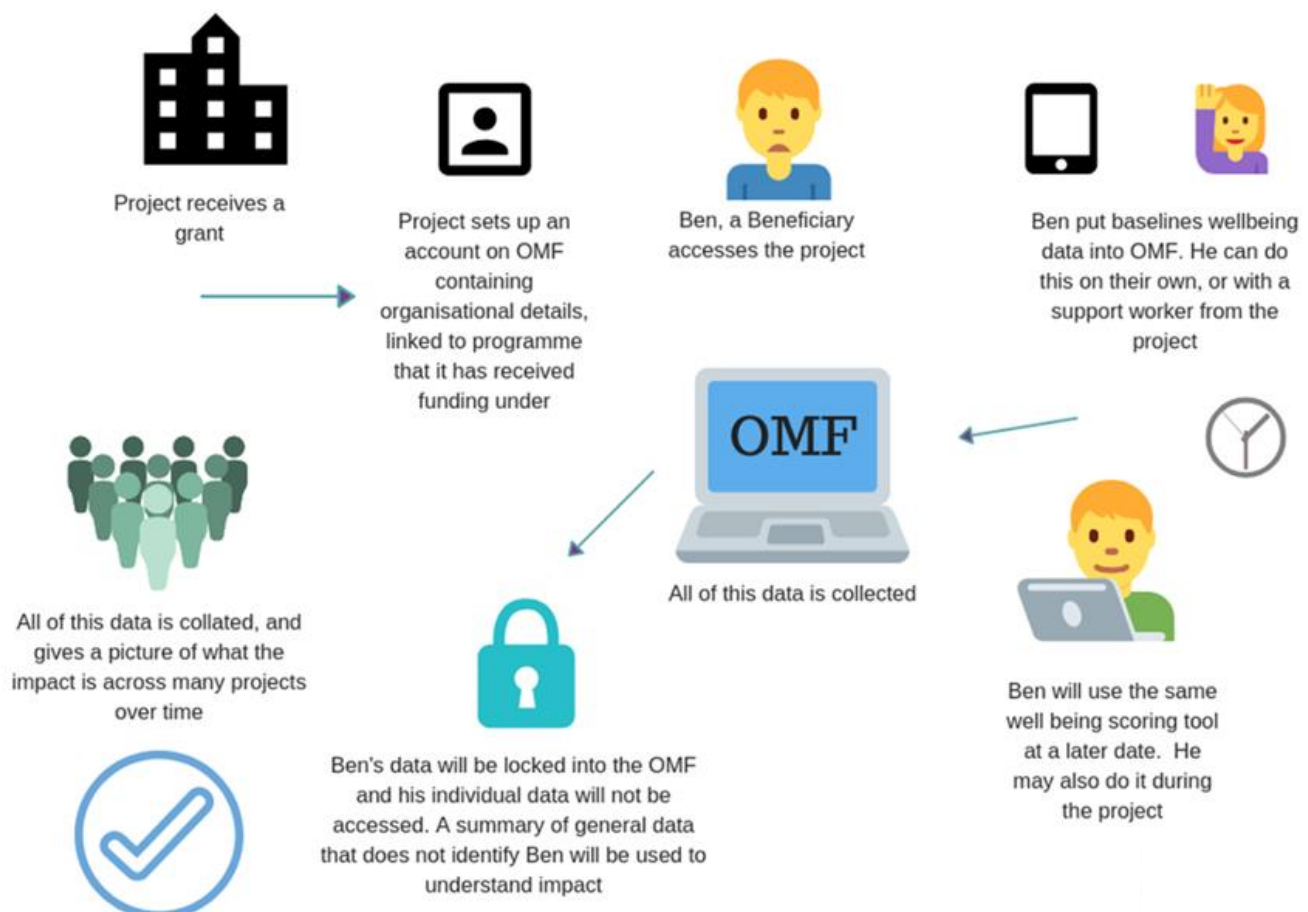 Project receives a
grant
Project sets up an
account on OMF
containing
organisational details,
linked to programme
that it has received
funding under
Ben, a Beneficiary
accesses the project
Ben put baselines wellbeing
data into OMF. He can do
this on their own, or with a
support worker from the
project
Ben will use the same
well being scoring tool
at a later date.  He
may also do it during
the project
OMF
All of this data is collected
Ben's data will be locked into the OMF
and his individual data will not be
accessed. A summary of general data
that does not identify Ben will be used to
understand impact
All of this data is collated, and
gives a picture of what the
impact is across many projects
over time